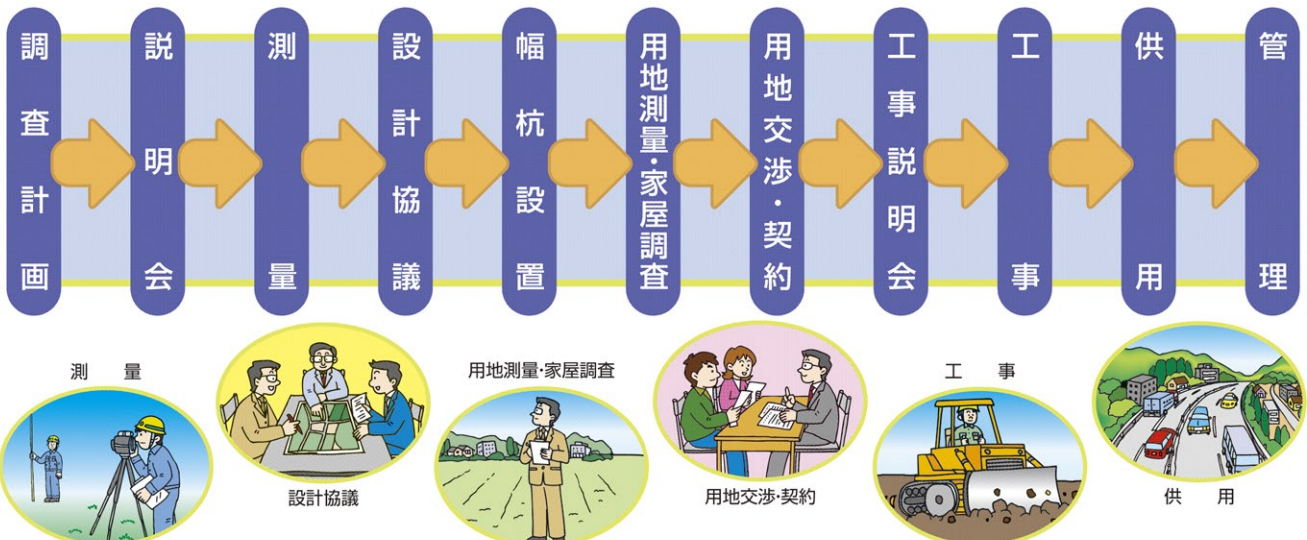 調査計画
説明会
測量
設計協議
幅杭設置
用地測量・家屋調査
用地交渉・契約
工事説明会
工事
供用
管理
測量
設計協議
用地測量・家屋調査
用地交渉・契約
工事
供用